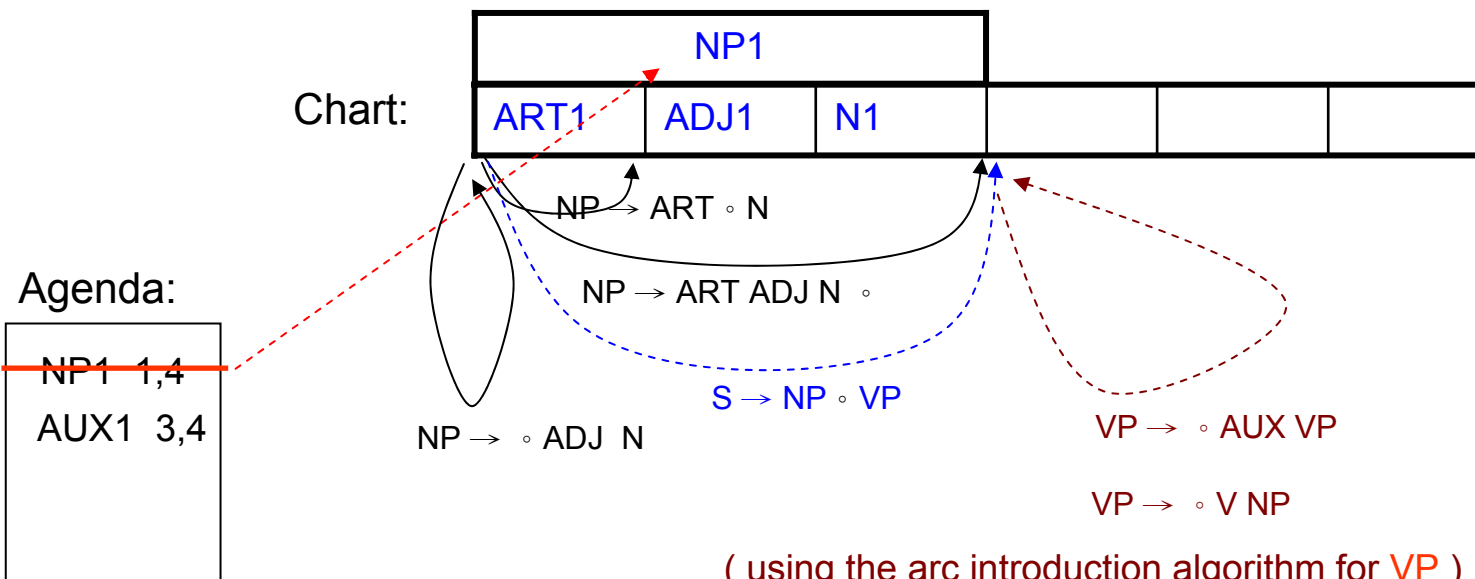 NP1
Chart:
ART1 ADJ1 N1
NP → ART ∘ N
Agenda:
NP → ART ADJ N ∘
NP1 1,4
S → NP ∘ VP
AUX1 3,4
NP → ∘ ADJ N
VP → ∘ AUX VP
VP → ∘ V NP
( using the arc introduction algorithm for VP )